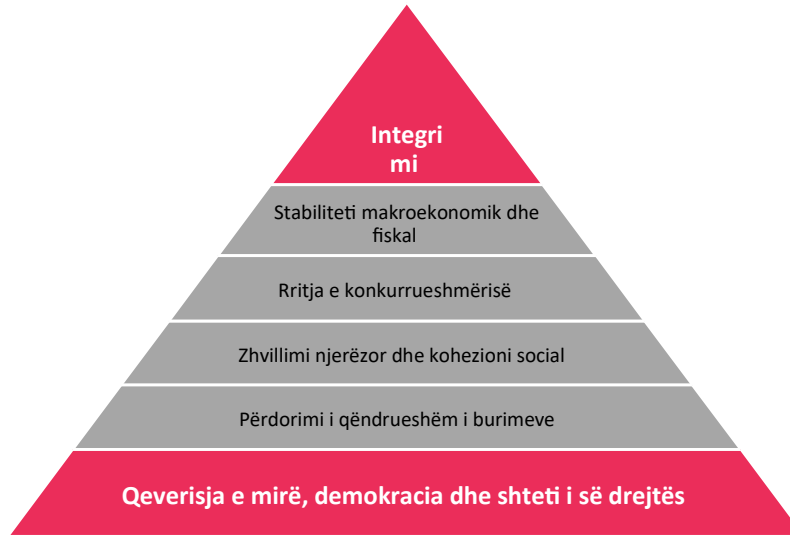 Integri
mi
Stabiliteti makroekonomik dhe
fiskal
Rritja e konkurrueshmërisë
Zhvillimi njerëzor dhe kohezioni social
Përdorimi i qëndrueshëm i burimeve
Qeverisja e mirë, demokracia dhe shteti i së drejtës